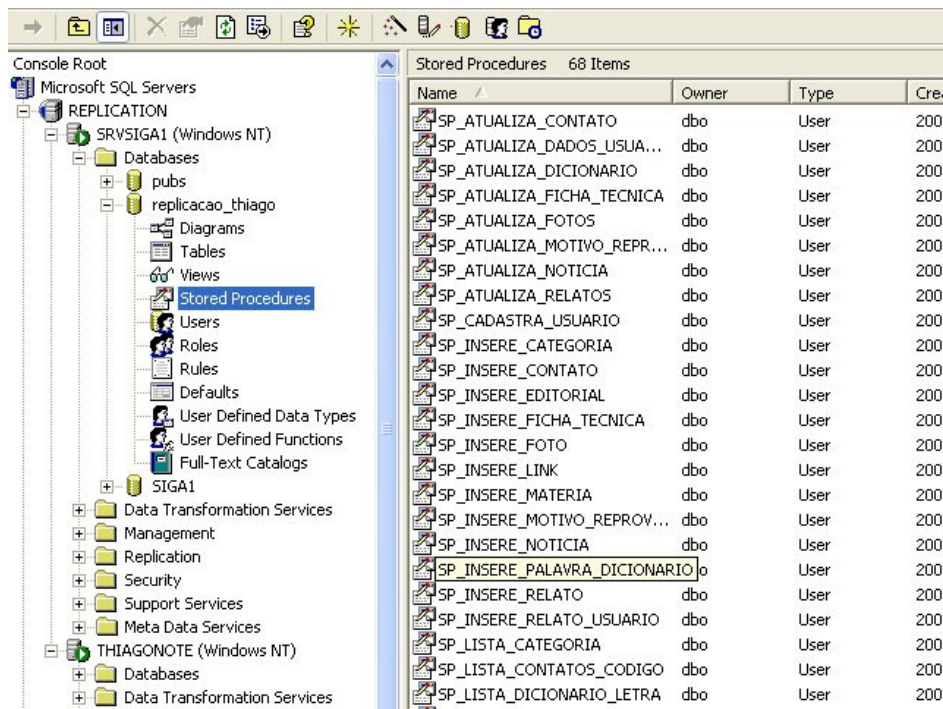 Console Root
Microsoft SQL Servers
REPLICATION
SRVSIGA1 (Windows NT)
Databases
pubs
replicacao_thiago
Diagrams
Tables
Views
Stored Procedures
Users
Roles
Rules
Defaults
User Defined Data Types
User Defined Functions
Full-Text Catalogs
SIGA1
Data Transformation Services
Management
Replication
Security
Support Services
Meta Data Services
THIAGONOTE (Windows NT)
Databases
Data Transformation Services
Stored Procedures 68 Items
Name Owner Type Crea
SP_ATUALIZA_CONTATO dbo User 200
SP_ATUALIZA_DADOS_USUA... dbo User 200
SP_ATUALIZA_DICIONARIO dbo User 200
SP_ATUALIZA_FICHA_TECNICA dbo User 200
SP_ATUALIZA_FOTOS dbo User 200
SP_ATUALIZA_MOTIVO_REPR... dbo User 200
SP_ATUALIZA_NOTICIA dbo User 200
SP_ATUALIZA_RELATOS dbo User 200
SP_CADASTRA_USUARIO dbo User 200
SP_INSERE_CATEGORIA dbo User 200
SP_INSERE_CONTATO dbo User 200
SP_INSERE_EDITORIAL dbo User 200
SP_INSERE_FICHA_TECNICA dbo User 200
SP_INSERE_FOTO dbo User 200
SP_INSERE_LINK dbo User 200
SP_INSERE_MATERIA dbo User 200
SP_INSERE_MOTIVO_REPROV... dbo User 200
SP_INSERE_NOTICIA dbo User 200
SP_INSERE_PALAVRA_DICIONARIO o User 200
SP_INSERE_RELATO dbo User 200
SP_INSERE_RELATO_USUARIO dbo User 200
SP_LISTA_CATEGORIA dbo User 200
SP_LISTA_CONTATOS_CODIGO dbo User 200
SP_LISTA_DICIONARIO_LETRA dbo User 200